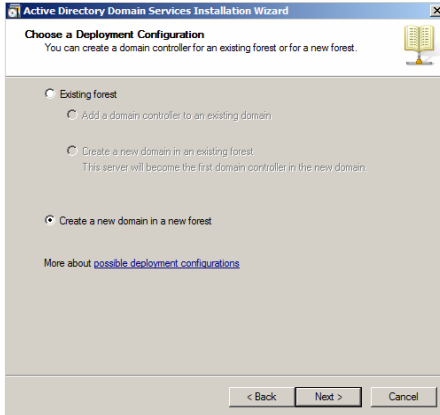 Active Directory Domain Services Installation Wizard
Choose a Deployment Configuration
You can create a domain controller for an existing forest or for a new forest.
Existing forest
Add a domain controller to an existing domain
Create a new domain in an existing forest
This server will become the first domain controller in the new domain.
Create a new domain in a new forest
More about possible deployment configurations
< Back Next > Cancel